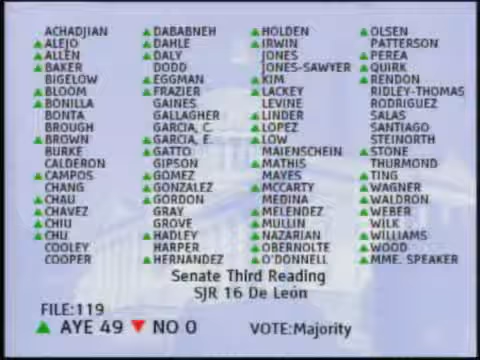 ACHADJIAN DABABNEH HOLDEN OLSEN
ALEJO DAHLE IRWIN PATTERSON
ALLEN DALY JONES PEREA
BAKER DODD JONES-SAWYER QUIRK
BIGELOW EGGMAN KIM RENDON
BLOOM FRAZIER LACKEY RIDLEY-THOMAS
BONILLA GAINES LEVINE RODRIGUEZ
BONTA GALLAGHER LINDER SALAS
BROUGH GARCIA, C. LOPEZ SANTIAGO
BROWN GARCIA, E. LOW STEINORTH
BURKE GATTO MAIENSCHEIN STONE
CALDERON GIPSON MATHIS THURMOND
CAMPOS GOMEZ MAYES TING
CHANG GONZALEZ MCCARTY WAGNER
CHAU GORDON MEDINA WALDRON
CHAVEZ GRAY MELENDEZ WEBER
CHIU GROVE MULLIN WILK
CHU HADLEY NAZARIAN WILLIAMS
COOLEY HARPER OBERNOLTE WOOD
COOPER HERNANDEZ O'DONNELL MME. SPEAKER
Senate Third Reading
SJR 16 De León
FILE:119
AYE 49 NO 0 VOTE:Majority